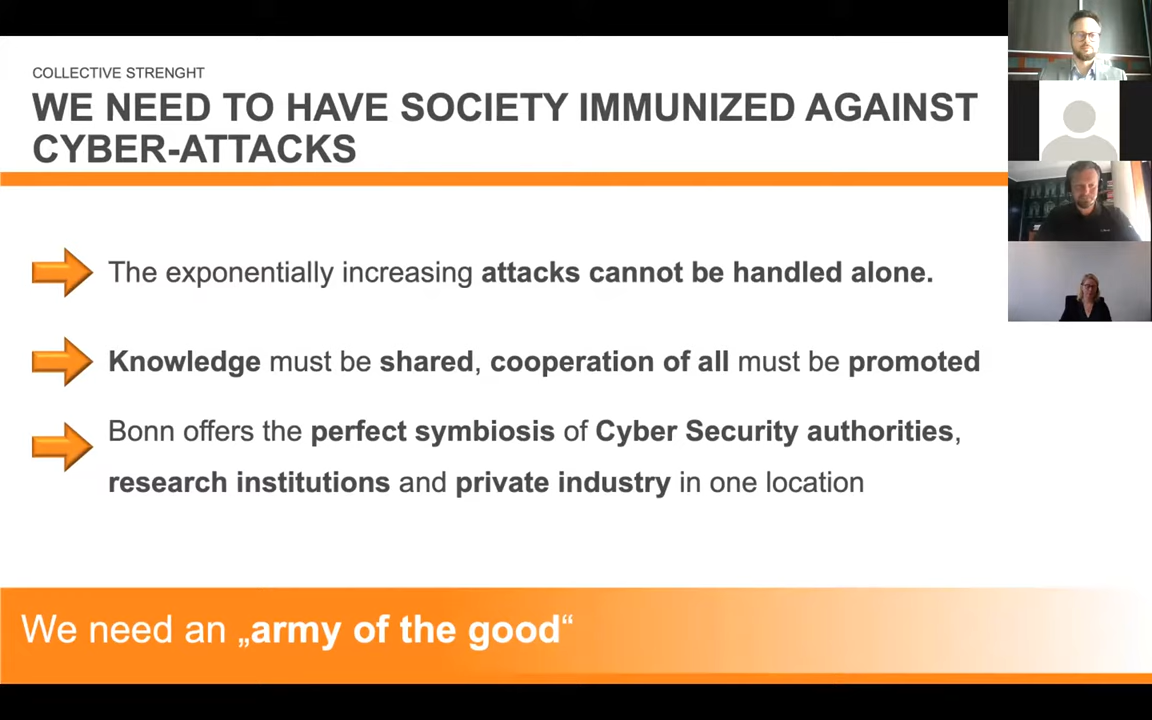 COLLECTIVE STRENGHT
WE NEED TO HAVE SOCIETY IMMUNIZED AGAINST
CYBER-ATTACKS
The exponentially increasing attacks cannot be handled alone.
Knowledge must be shared, cooperation of all must be promoted
Bonn offers the perfect symbiosis of Cyber Security authorities,
research institutions and private industry in one location
We need an „army of the good“